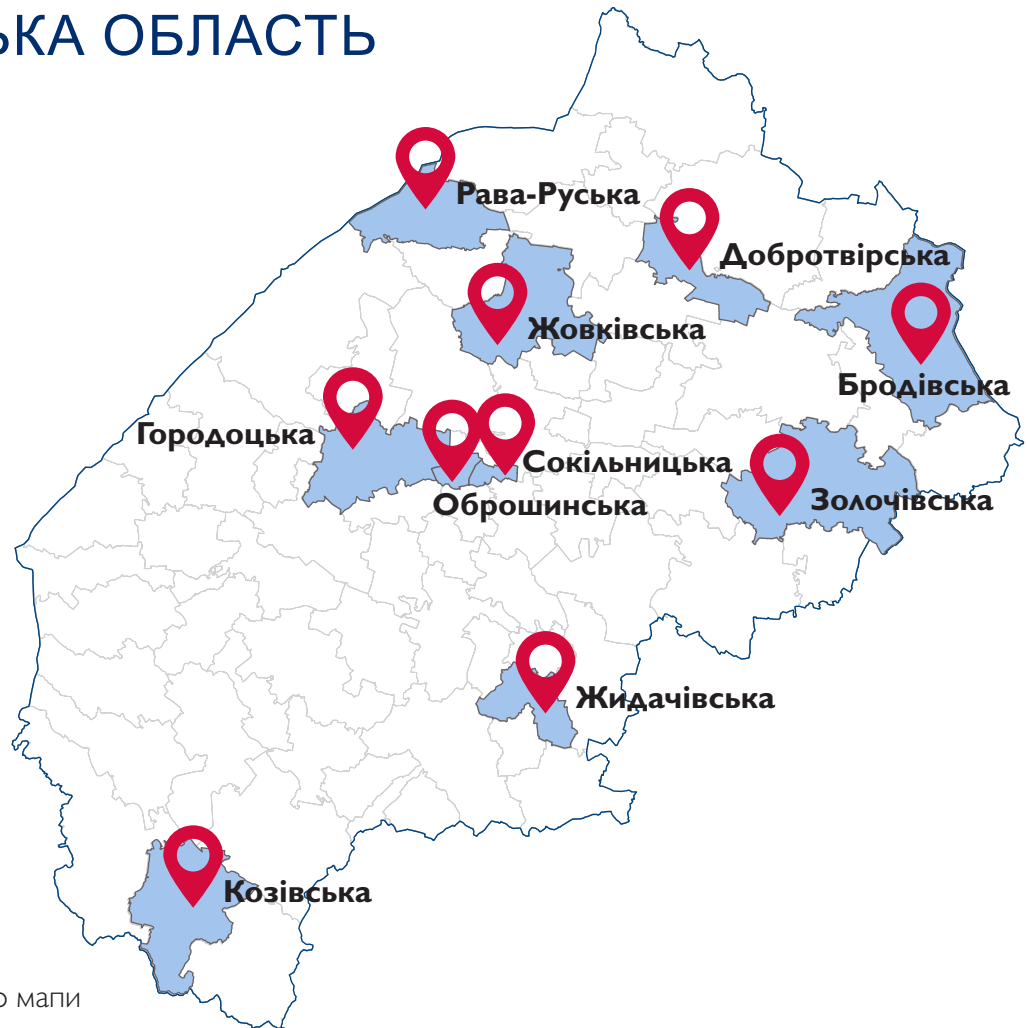 ЬКА ОБЛАСТЬ
Рава-Руська
Добротвірська
Жовківська
Бродівська
Городоцька
Сокільницька
Оброшинська
Золочівська
Жидачівська
Козівська
о мапи